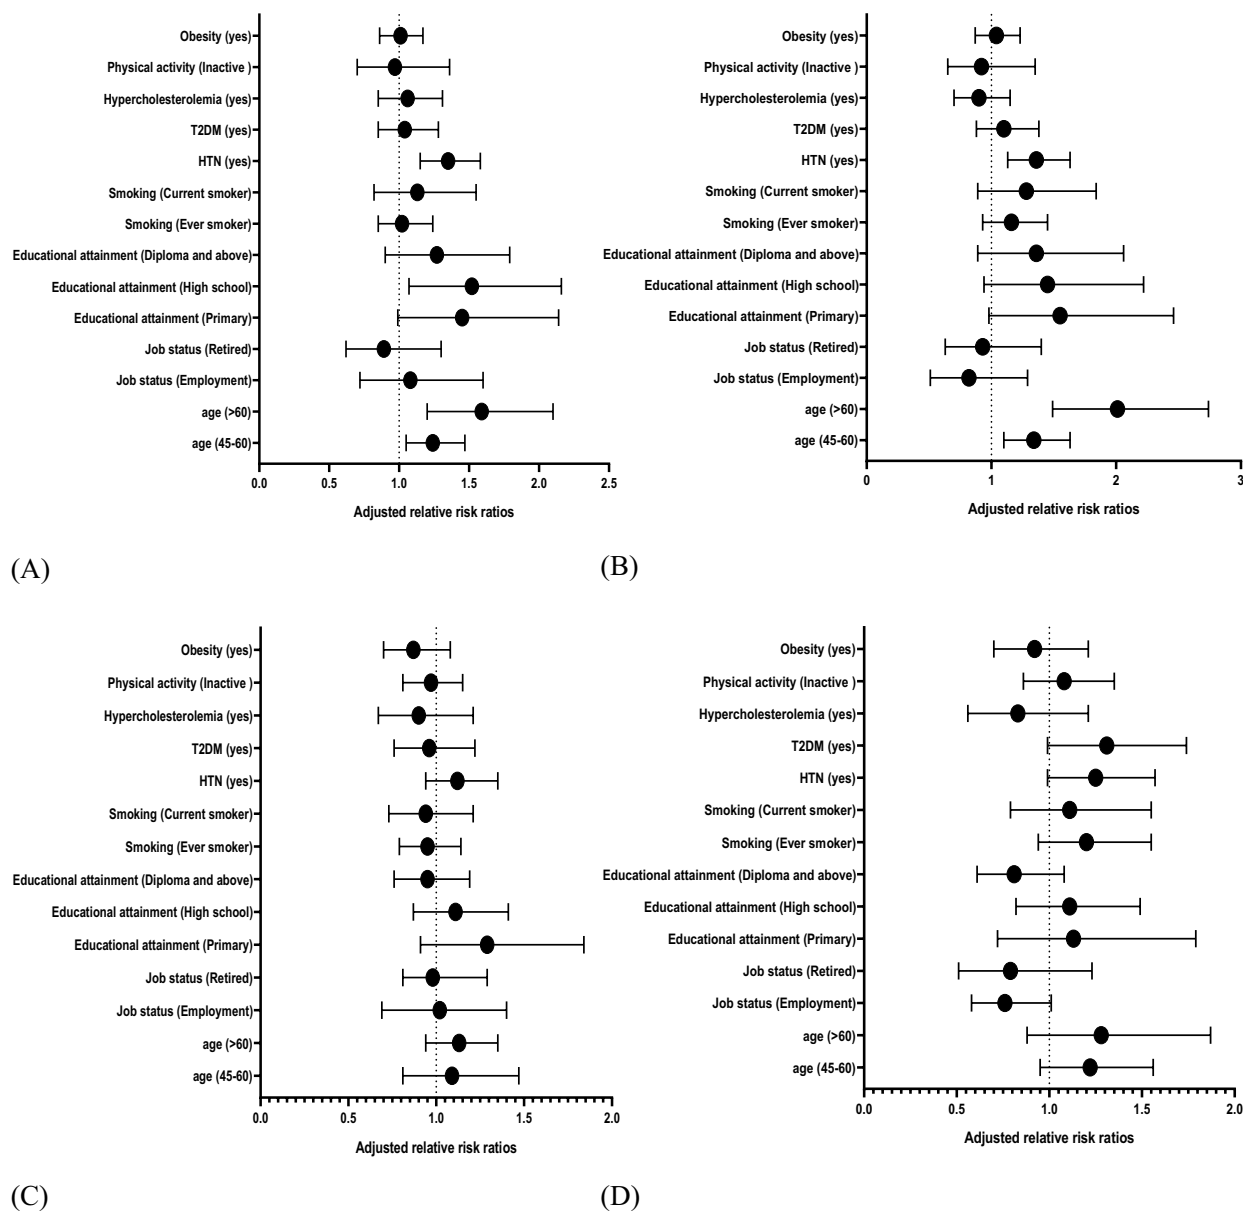 Obesity (yes)
Physical activity (Inactive )
Hypercholesterolemia (yes)
T2DM (yes)
HTN (yes)
Smoking (Current smoker)
Smoking (Ever smoker)
Educational attainment (Diploma and above)
Educational attainment (High school)
Educational attainment (Primary)
Job status (Retired)
Job status (Employment)
age (>60)
age (45-60)
0.0 0.5 1.0 1.5 2.0 2.5
Adjusted relative risk ratios
(A)
Obesity (yes)
Physical activity (Inactive )
Hypercholesterolemia (yes)
T2DM (yes)
HTN (yes)
Smoking (Current smoker)
Smoking (Ever smoker)
Educational attainment (Diploma and above)
Educational attainment (High school)
Educational attainment (Primary)
Job status (Retired)
Job status (Employment)
age (>60)
age (45-60)
0 1 2 3
Adjusted relative risk ratios
(B)
Obesity (yes)
Physical activity (Inactive )
Hypercholesterolemia (yes)
T2DM (yes)
HTN (yes)
Smoking (Current smoker)
Smoking (Ever smoker)
Educational attainment (Diploma and above)
Educational attainment (High school)
Educational attainment (Primary)
Job status (Retired)
Job status (Employment)
age (>60)
age (45-60)
0.0 0.5 1.0 1.5 2.0
Adjusted relative risk ratios
(C)
Obesity (yes)
Physical activity (Inactive )
Hypercholesterolemia (yes)
T2DM (yes)
HTN (yes)
Smoking (Current smoker)
Smoking (Ever smoker)
Educational attainment (Diploma and above)
Educational attainment (High school)
Educational attainment (Primary)
Job status (Retired)
Job status (Employment)
age (>60)
age (45-60)
0.0 0.5 1.0 1.5 2.0
Adjusted relative risk ratios
(D)